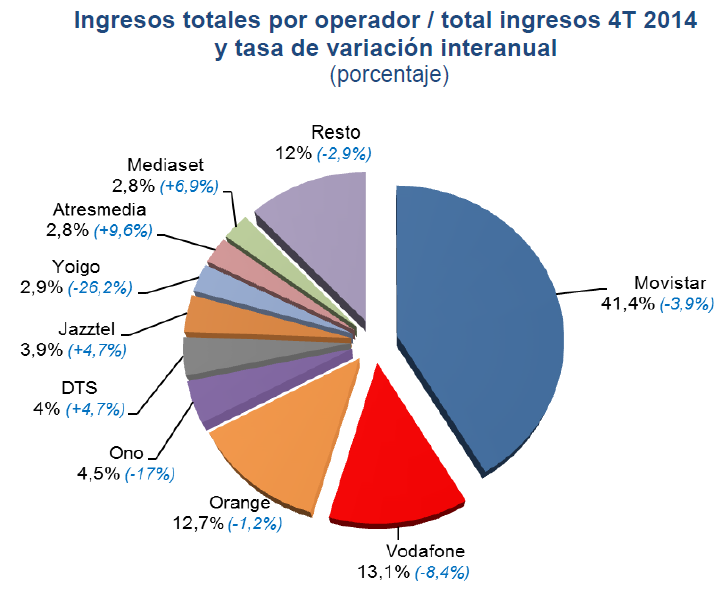 Ingresos totales por operador / total ingresos 4T 2014
y tasa de variación interanual
(porcentaje)
Resto
12% (-2,9%)
Mediaset
2,8% (+6,9%)
Atresmedia
2,8% (+9,6%)
Yoigo
2,9% (-26,2%)
Jazztel
3,9% (+4,7%)
DTS
4% (+4,7%)
Ono
4,5% (-17%)
Orange
12,7% (-1,2%)
Vodafone
13,1% (-8,4%)
Movistar
41,4% (-3,9%)